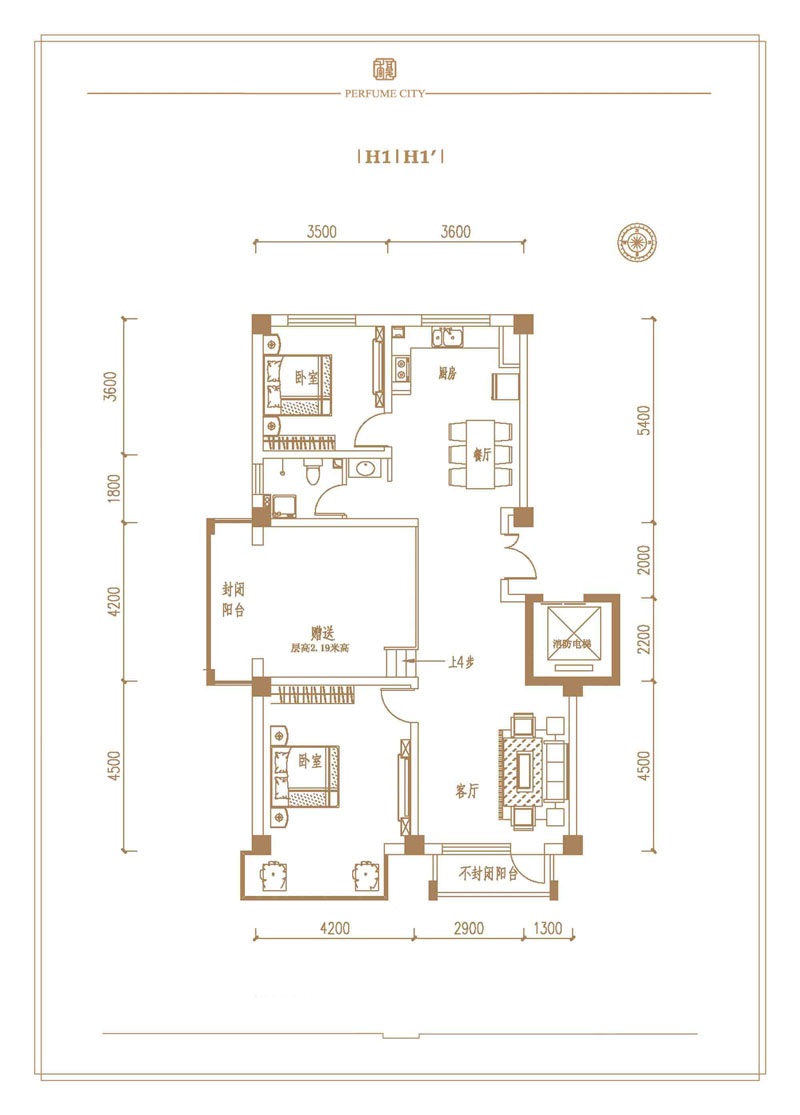 PERFUME CITY
H1 H1′
3500
3600
3600
1800
4200
4500
5400
2000
2200
4500
卧室
厨房
餐厅
封闭
阳台
赠送
层高2.19米高
上4步
消防电梯
卧室
客厅
不封闭阳台
4200
2900
1300